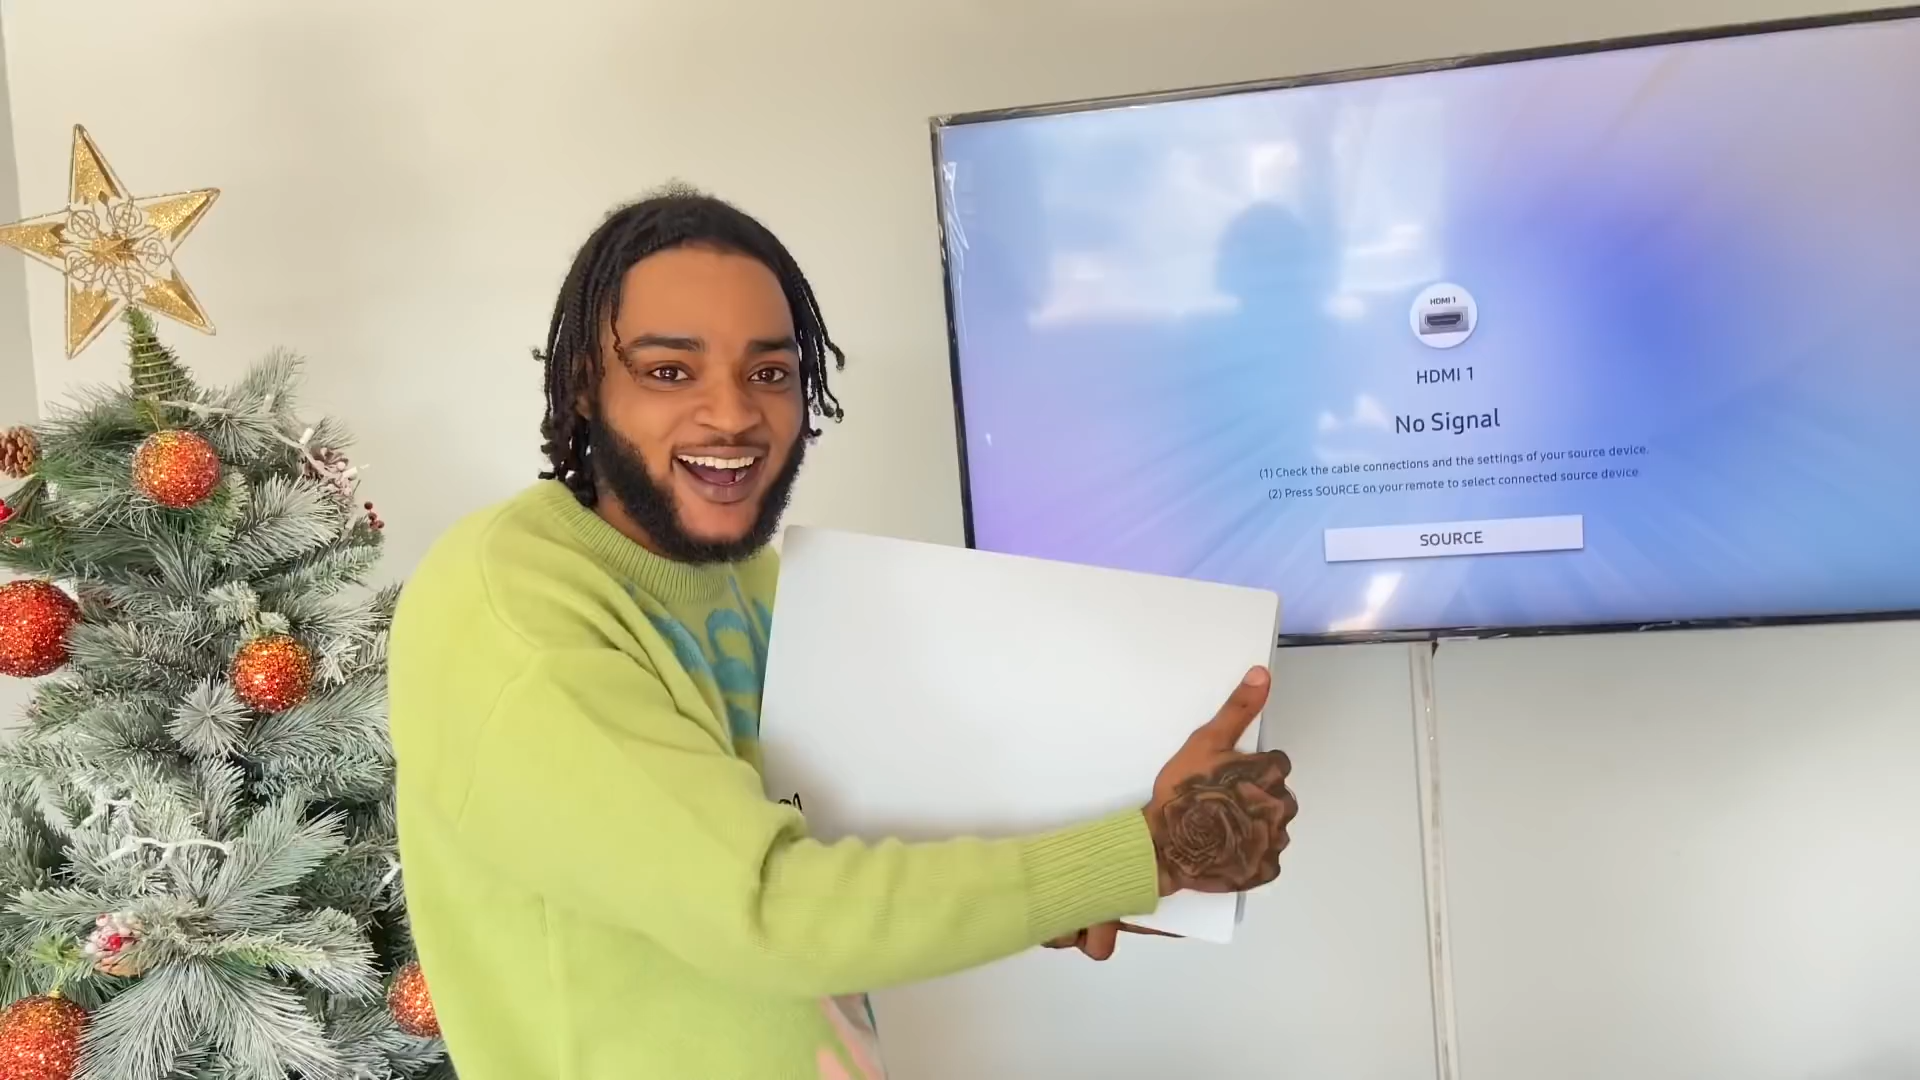 HDMI 1
HDMI 1
No Signal
(1) Check the cable connections and the settings of your source device.
(2) Press SOURCE on your remote to select connected source device
SOURCE